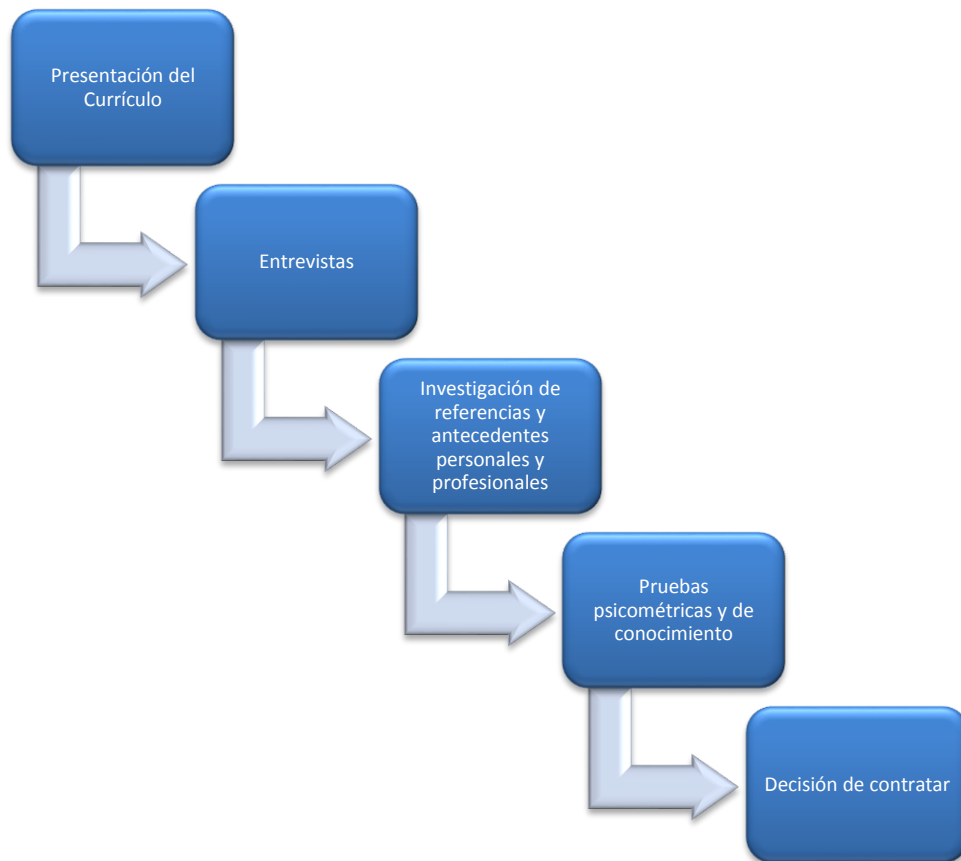 Presentación del
Currículo
Entrevistas
Investigación de
referencias y
antecedentes
personales y
profesionales
Pruebas
psicométricas y de
conocimiento
Decisión de contratar